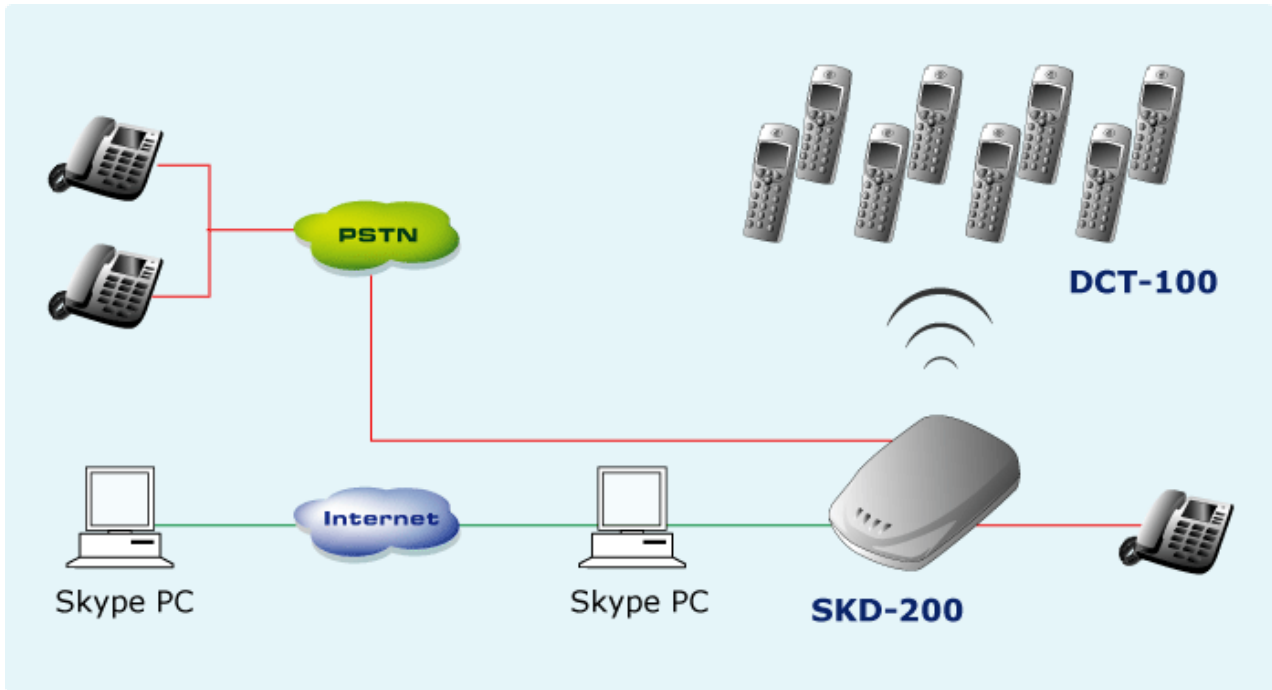 PSTN
DCT-100
Internet
Skype PC
Skype PC
SKD-200